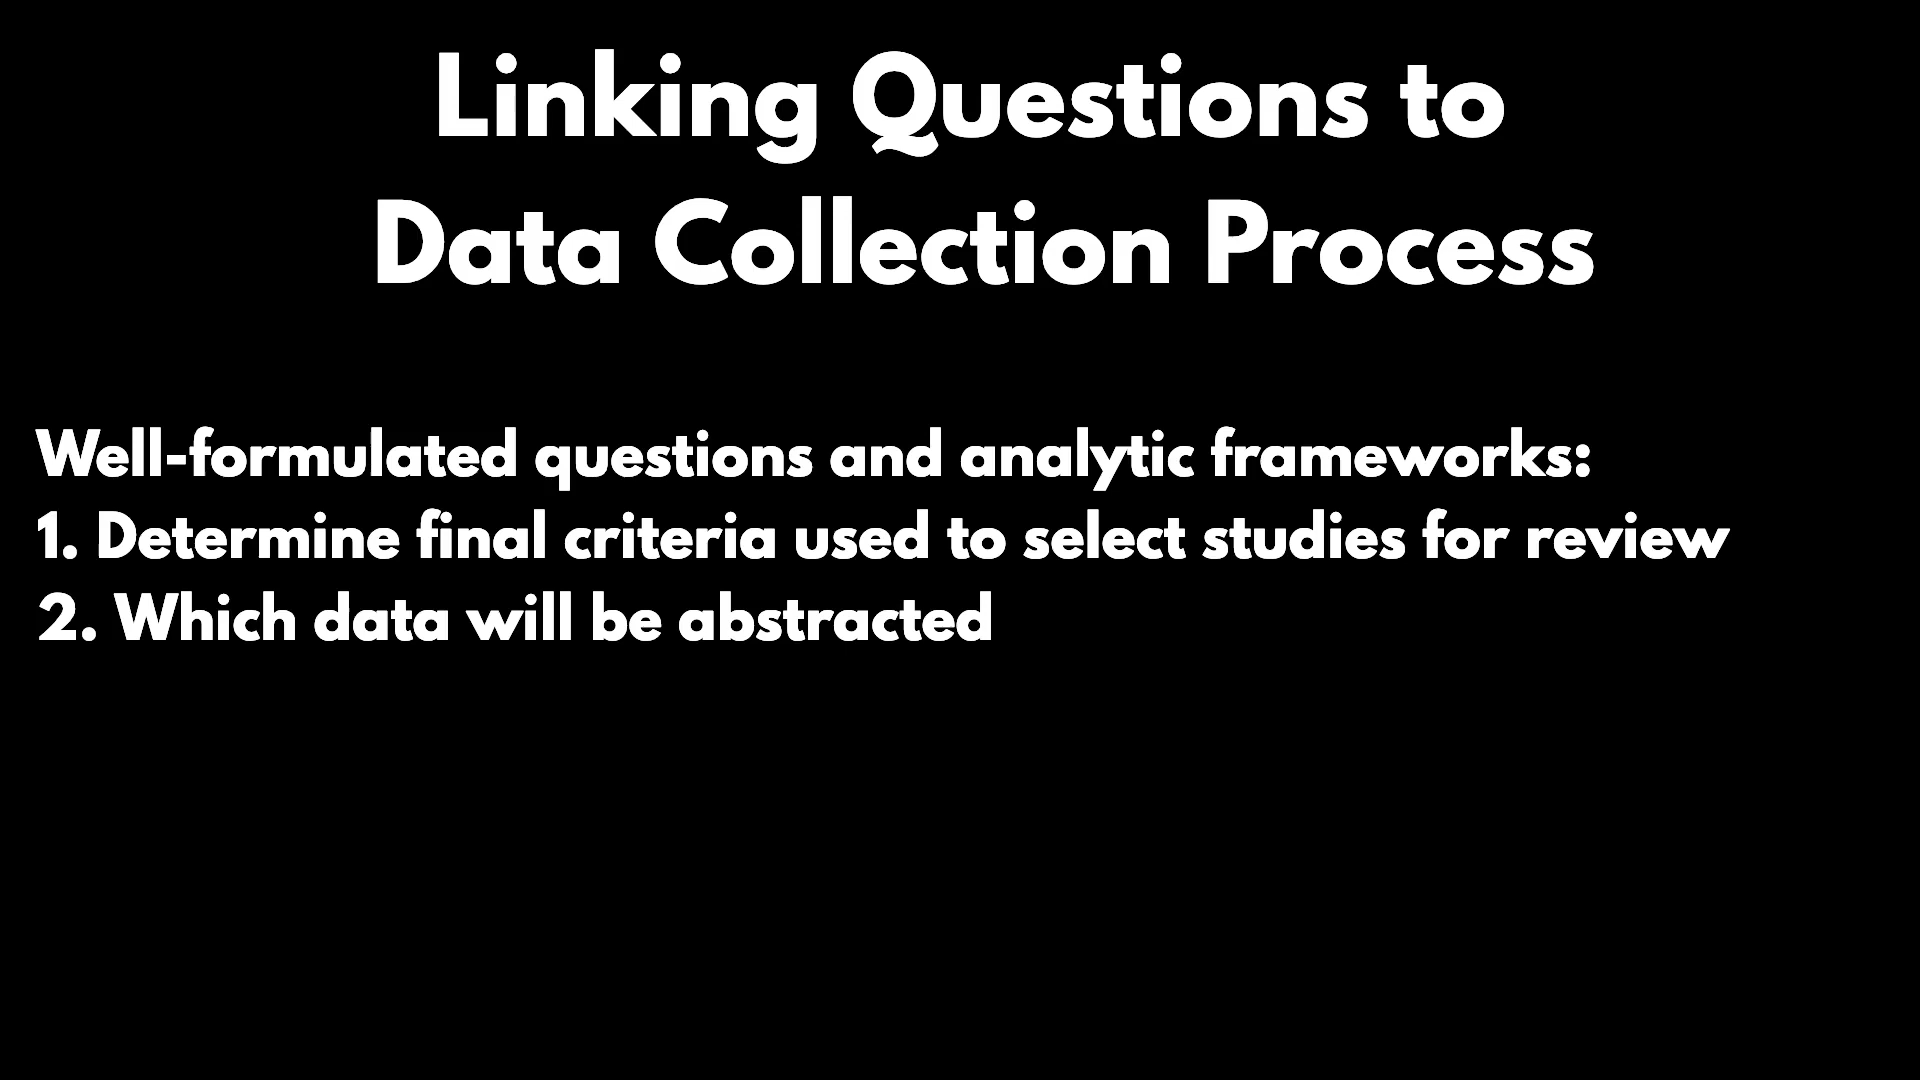 Linking Questions to
Data Collection Process
Well-formulated questions and analytic frameworks:
1. Determine final criteria used to select studies for review
2. Which data will be abstracted